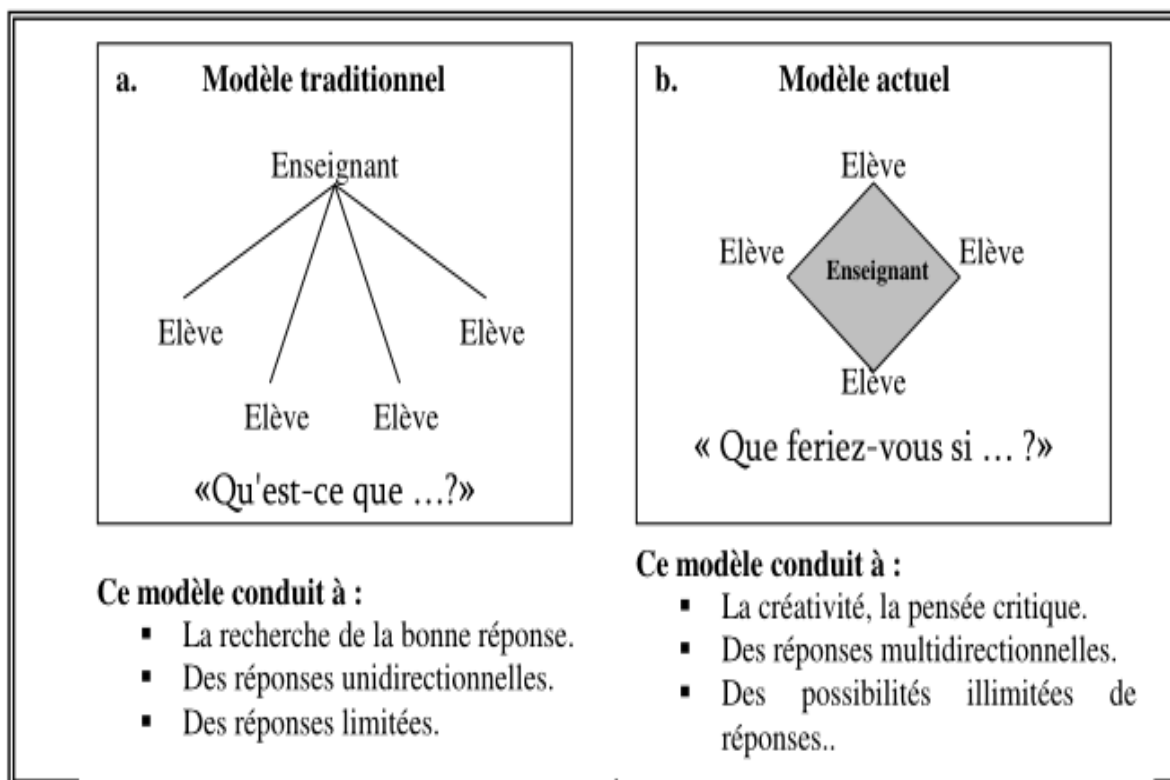 a. Modèle traditionnel
Enseignant
Elève
Elève
Elève Elève
«Qu'est-ce que ...?»
Ce modèle conduit à :
▪ La recherche de la bonne réponse.
▪ Des réponses unidirectionnelles.
▪ Des réponses limitées.
b. Modèle actuel
Elève
Elève
Elève
Enseignant
Elève
« Que feriez-vous si ... ?»
Ce modèle conduit à :
▪ La créativité, la pensée critique.
▪ Des réponses multidirectionnelles.
▪ Des possibilités illimitées de
réponses..